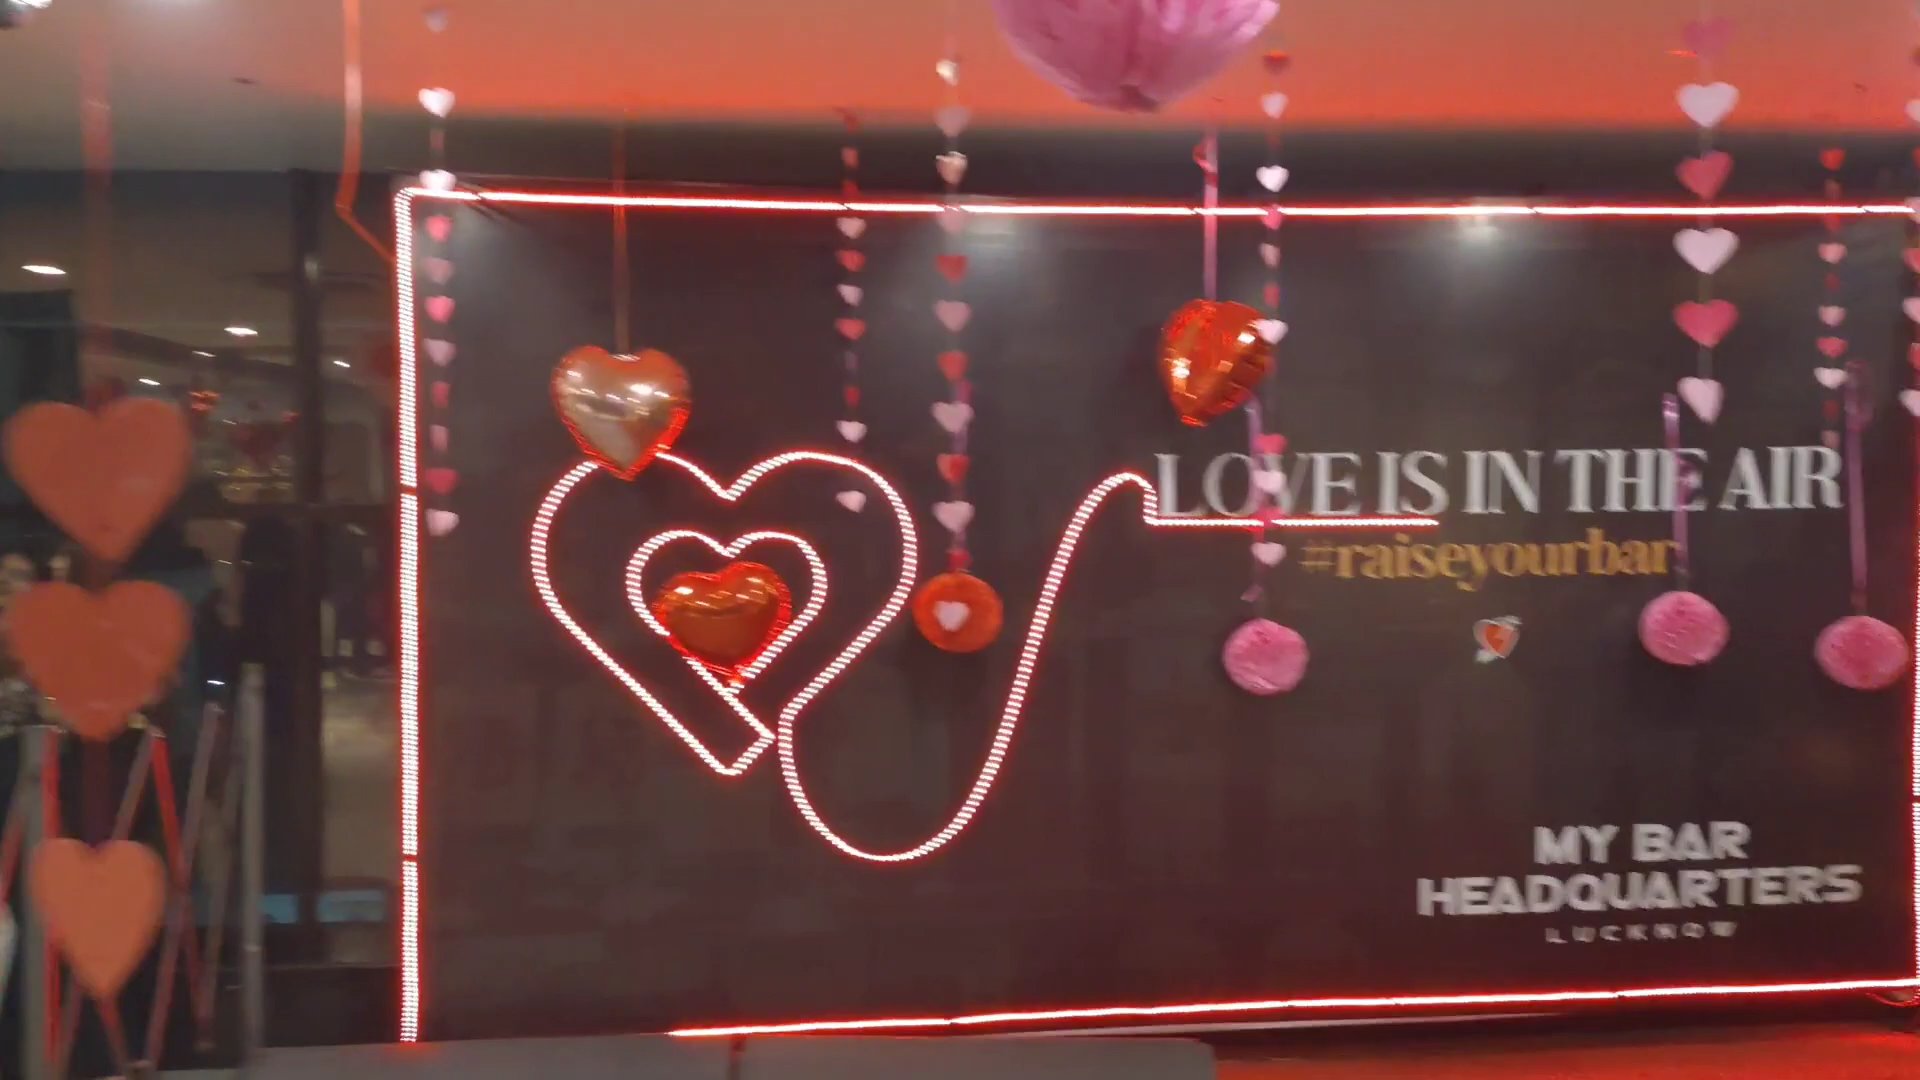 LOVE IS IN THE AIR
#raiseyourbar
MY BAR
HEADQUARTERS
LUCKNOW